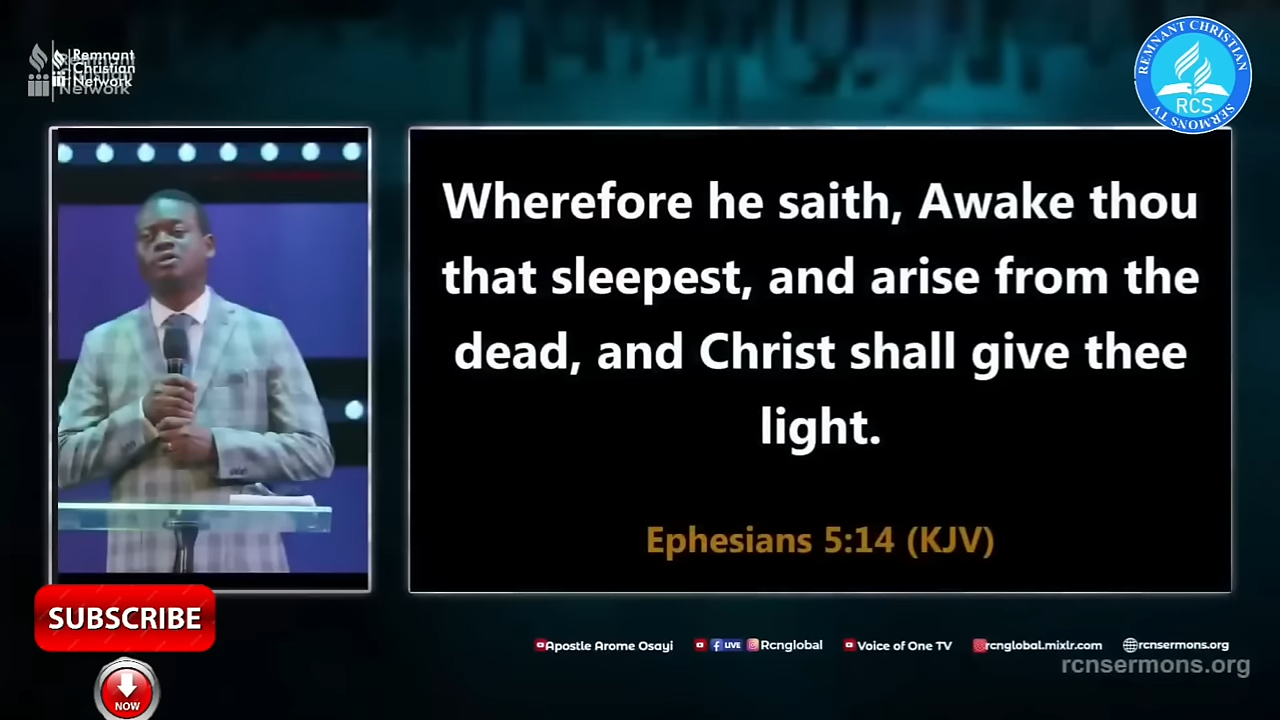 Remnant
Christian
Network
Network
REMNANT CHRISTIAN
RCS
SERMONS TV
Wherefore he saith, Awake thou
that sleepest, and arise from the
dead, and Christ shall give thee
light.
Ephesians 5:14 (KJV)
SUBSCRIBE
NOW
Apostle Arome Osayi LIVE Rcnglobal Voice of One TV rcnglobal.mixlr.com rcnsermons.org
rcnsermons.org